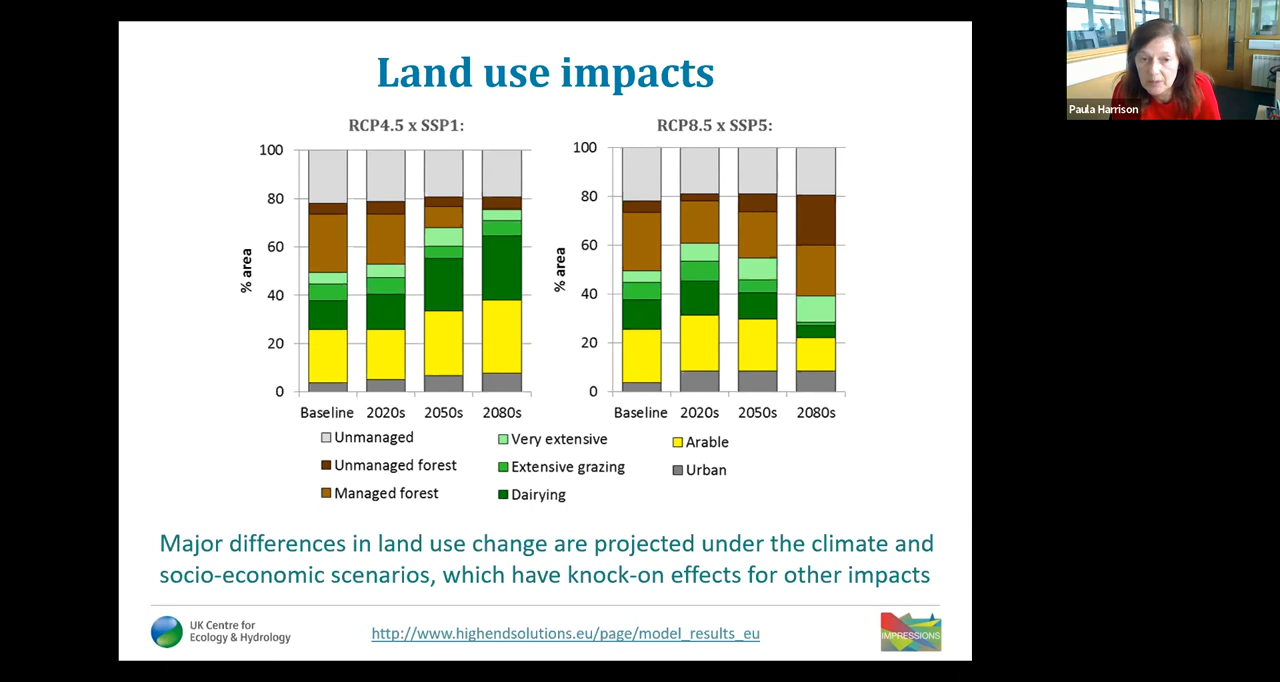 Land use impacts
Paula Harrison
RCP4.5 x SSP1:
RCP8.5 x SSP5:
100
80
60
40
20
0
% area
Baseline 2020s 2050s 2080s
100
80
60
40
20
0
% area
Baseline 2020s 2050s 2080s
Unmanaged
Unmanaged forest
Managed forest
Very extensive
Extensive grazing
Dairying
Arable
Urban
Major differences in land use change are projected under the climate and
socio-economic scenarios, which have knock-on effects for other impacts
UK Centre for
Ecology & Hydrology
http://www.highendsolutions.eu/page/model_results_eu
IMPRESSIONS